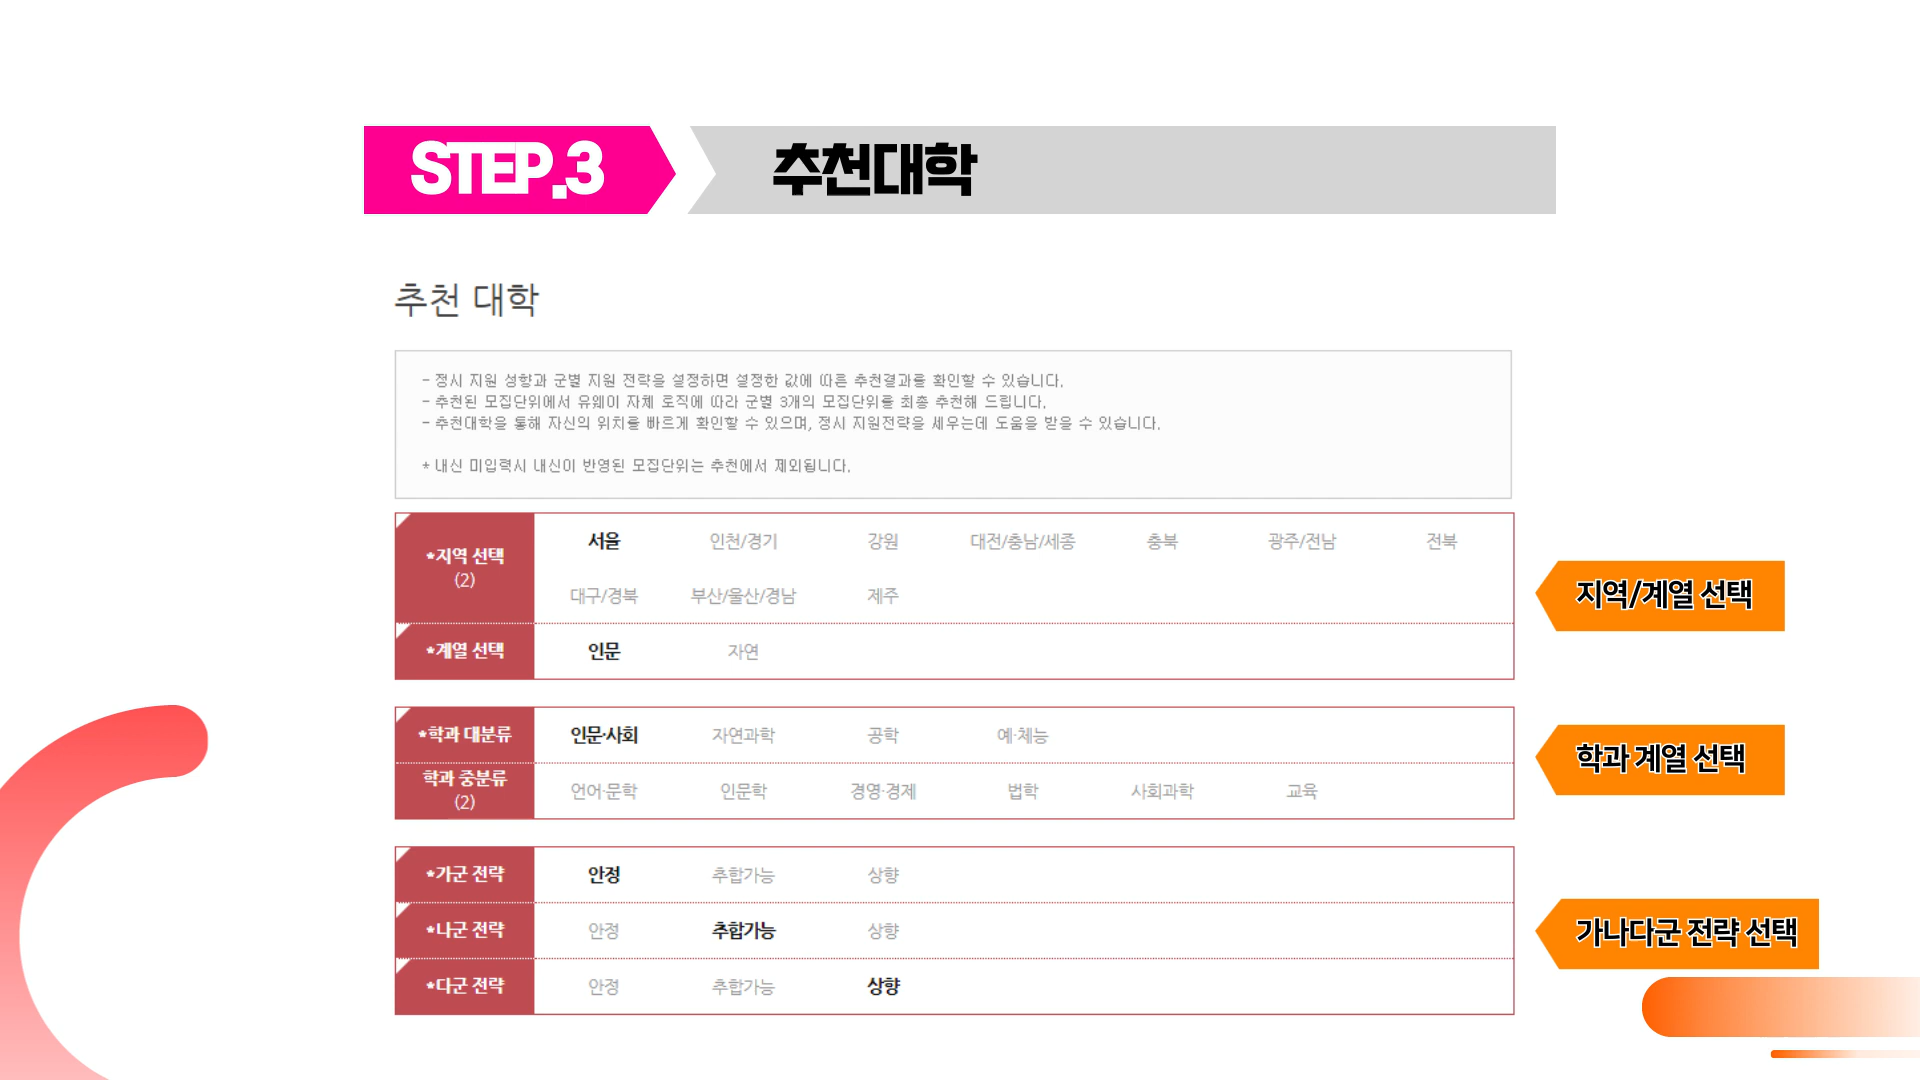 STEP.3
추천대학
추천 대학
- 정시 지원 성향과 군별 지원 전략을 설정하면 설정한 값에 따른 추천결과를 확인할 수 있습니다.
- 추천된 모집단위에서 유웨이 자체 로직에 따라 군별 3개의 모집단위를 최종 추천해 드립니다.
- 추천대학을 통해 자신의 위치를 빠르게 확인할 수 있으며, 정시 지원전략을 세우는데 도움을 받을 수 있습니다.
* 내신 미입력시 내신이 반영된 모집단위는 추천에서 제외됩니다.
*지역 선택
(2)
서울 인천/경기 강원 대전/충남/세종 충북 광주/전남 전북
대구/경북 부산/울산/경남 제주
지역/계열 선택
*계열 선택 인문 자연
*학과 대분류 인문·사회 자연과학 공학 예·체능
학과 계열 선택
학과 중분류
(2)
언어·문학 인문학 경영·경제 법학 사회과학 교육
*가군 전략 안정 추합가능 상향
*나군 전략 안정 추합가능 상향
가나다군 전략 선택
*다군 전략 안정 추합가능 상향